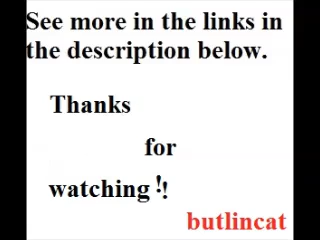 See more in the links in
the description below.
Thanks
for
watching !!
butlincat